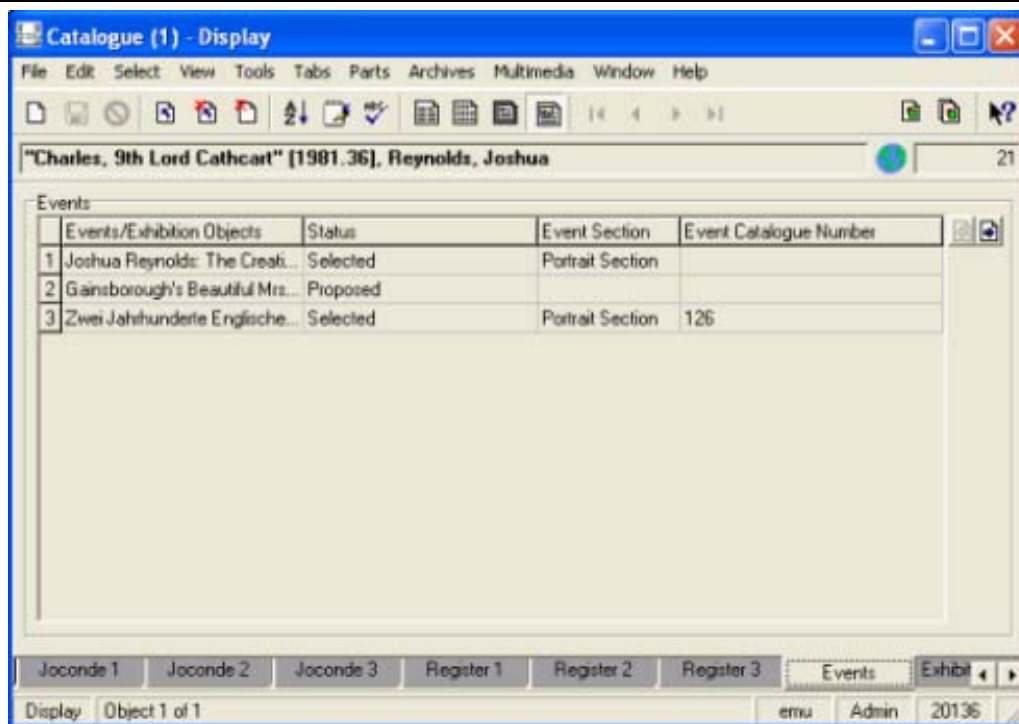 Catalogue (1) - Display
File Edit Select View Tools Tabs Parts Archives Multimedia Window Help
"Charles, 9th Lord Cathcart" [1981.36], Reynolds, Joshua 21
Events
Events/Exhibition Objects Status Event Section Event Catalogue Number
1 Joshua Reynolds: The Creati... Selected Portrait Section
2 Gainsborough's Beautiful Mrs... Proposed
3 Zwei Jahrhunderte Englische... Selected Portrait Section 126
Joconde 1 Joconde 2 Joconde 3 Register 1 Register 2 Register 3 Events Exhibit
Display Object 1 of 1 emu Admin 20136